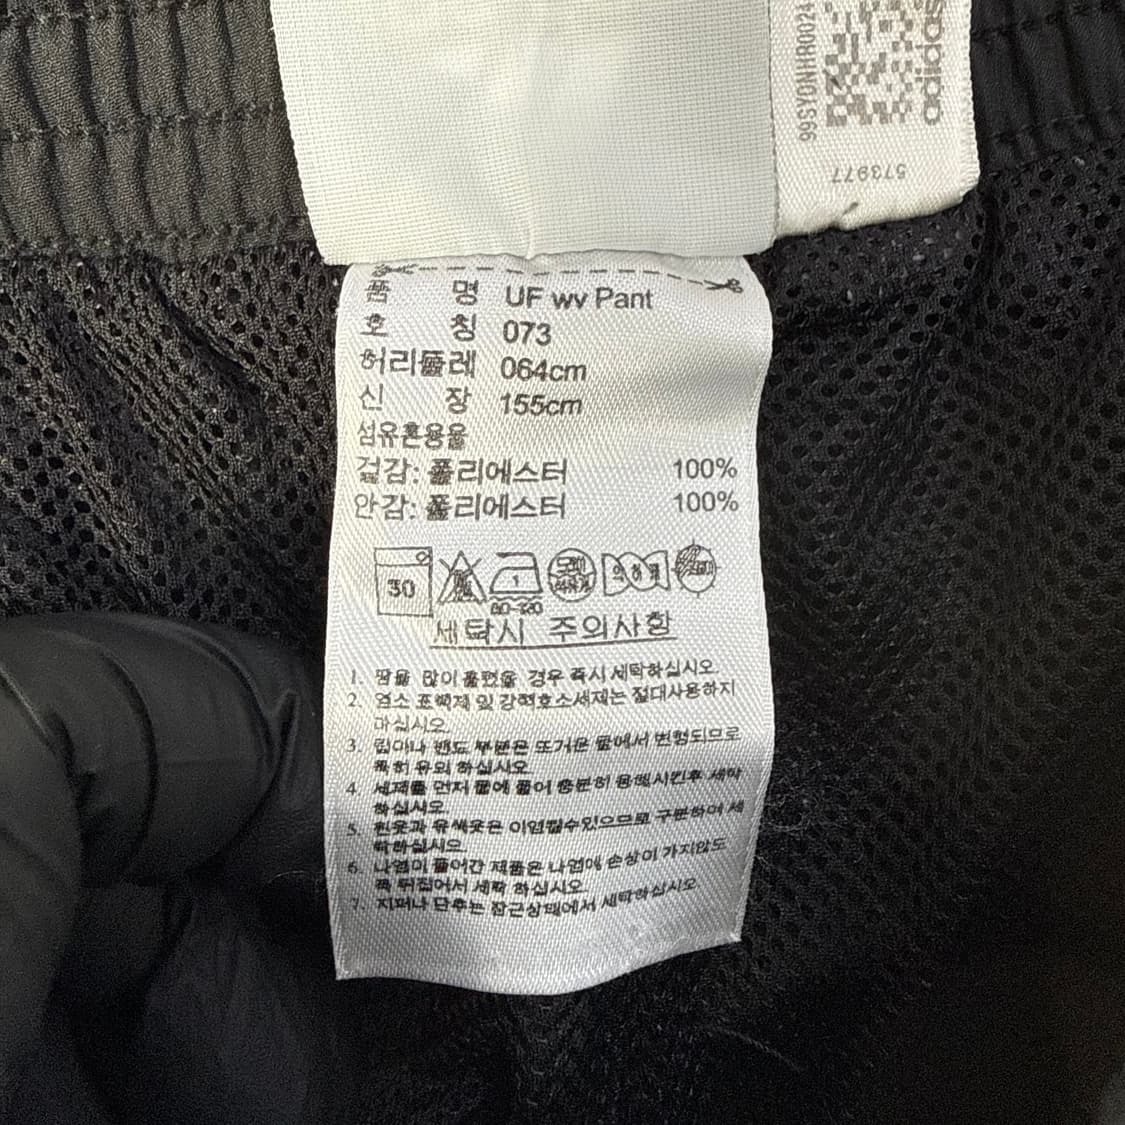 99SYDNHR0024
adidas
573977
품 명 UF wv Pant
호 칭 073
허리둘레 064cm
신 장 155cm
섬유혼용율
겉감: 폴리에스터 100%
안감: 폴리에스터 100%
30
1
80-120
세탁시 주의사항
1. 땀을 많이 흘렸을 경우 즉시 세탁하십시오.
2. 염소 표백제 및 강력효소세제는 절대사용하지
마십시오.
3. 립이나 밴드 부분은 뜨거운 물에서 변형되므로
특히 유의 하십시오
4. 세제를 먼저 물에 풀어 충분히 용해시킨후 세탁
하십시오
5. 흰옷과 유색옷은 이염될수있으므로 구분하여 세
탁하십시오
6. 나염이 들어간 제품은 나염에 손상이 가지않도
록 뒤집어서 세탁 하십시오
7. 지퍼나 단추는 잠근상태에서 세탁하십시오